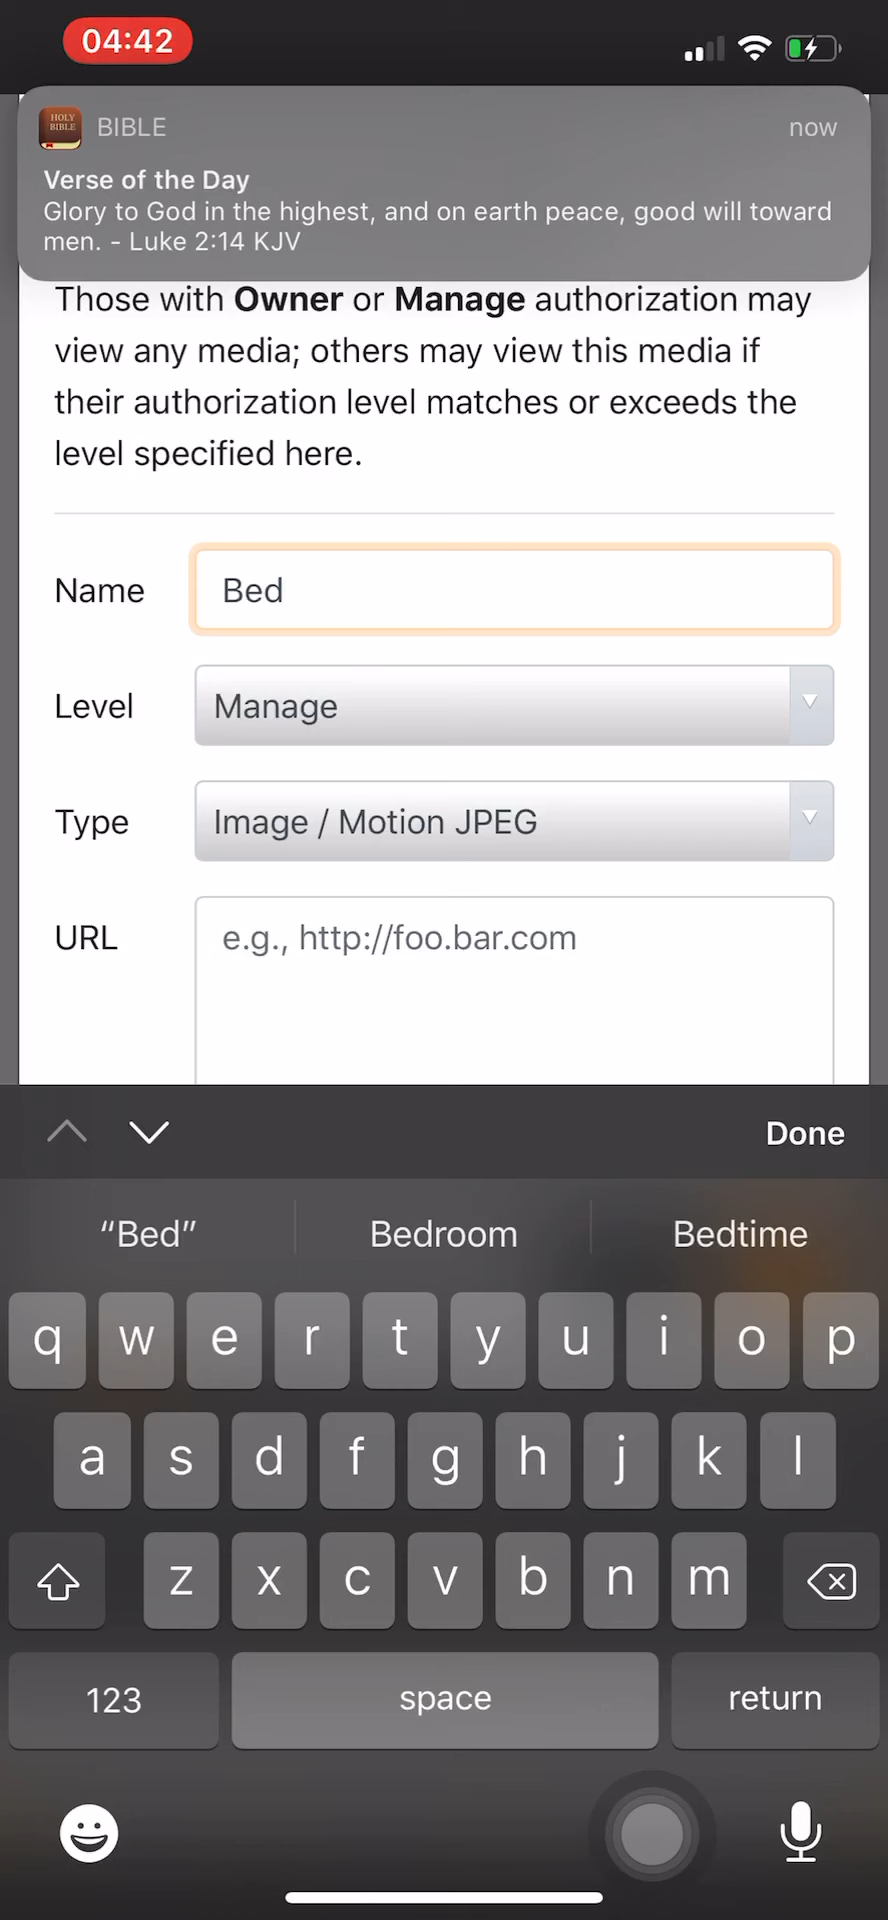 04:42
HOLY
BIBLE
BIBLE
now
Verse of the Day
Glory to God in the highest, and on earth peace, good will toward
men. - Luke 2:14 KJV
Those with Owner or Manage authorization may
view any media; others may view this media if
their authorization level matches or exceeds the
level specified here.
Name Bed
Level Manage
Type Image / Motion JPEG
URL e.g., http://foo.bar.com
Done
“Bed” Bedroom Bedtime
q w e r t y u i o p
a s d f g h j k l
z x c v b n m
123 space return